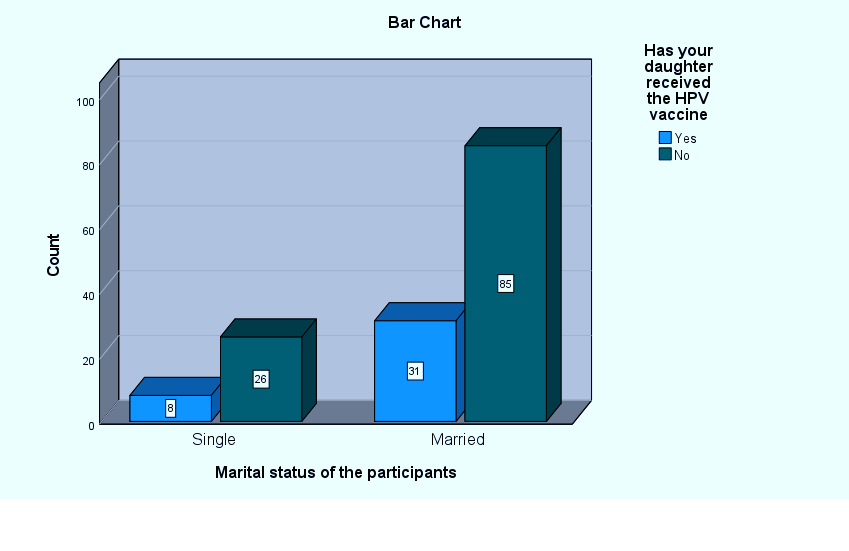 Bar Chart
Has your
daughter
received
the HPV
vaccine
Yes
No
100
80
60
40
20
0
Count
8
26
31
85
Single
Married
Marital status of the participants